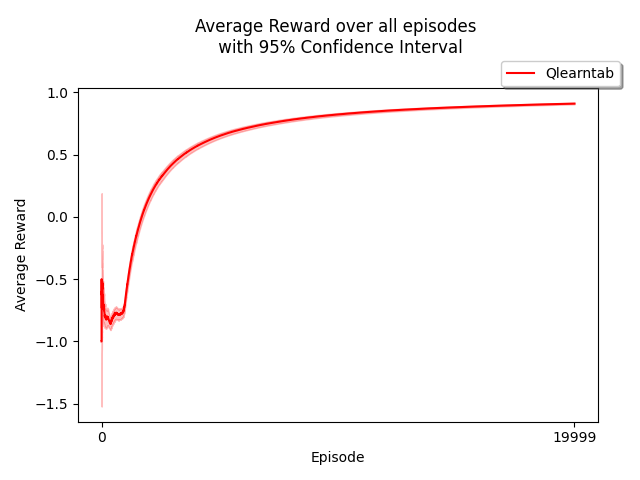 Average Reward over all episodes
with 95% Confidence Interval
Qlearntab
1.0
0.5
0.0
−0.5
−1.0
−1.5
Average Reward
0
19999
Episode